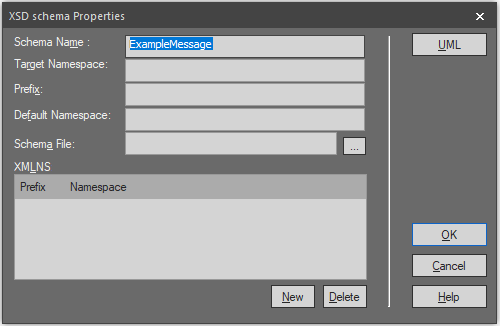 XSD schema Properties
Schema Name :
ExampleMessage
UML
Target Namespace:
Prefix:
Default Namespace:
Schema File:
...
XMLNS
Prefix Namespace
OK
Cancel
New Delete Help